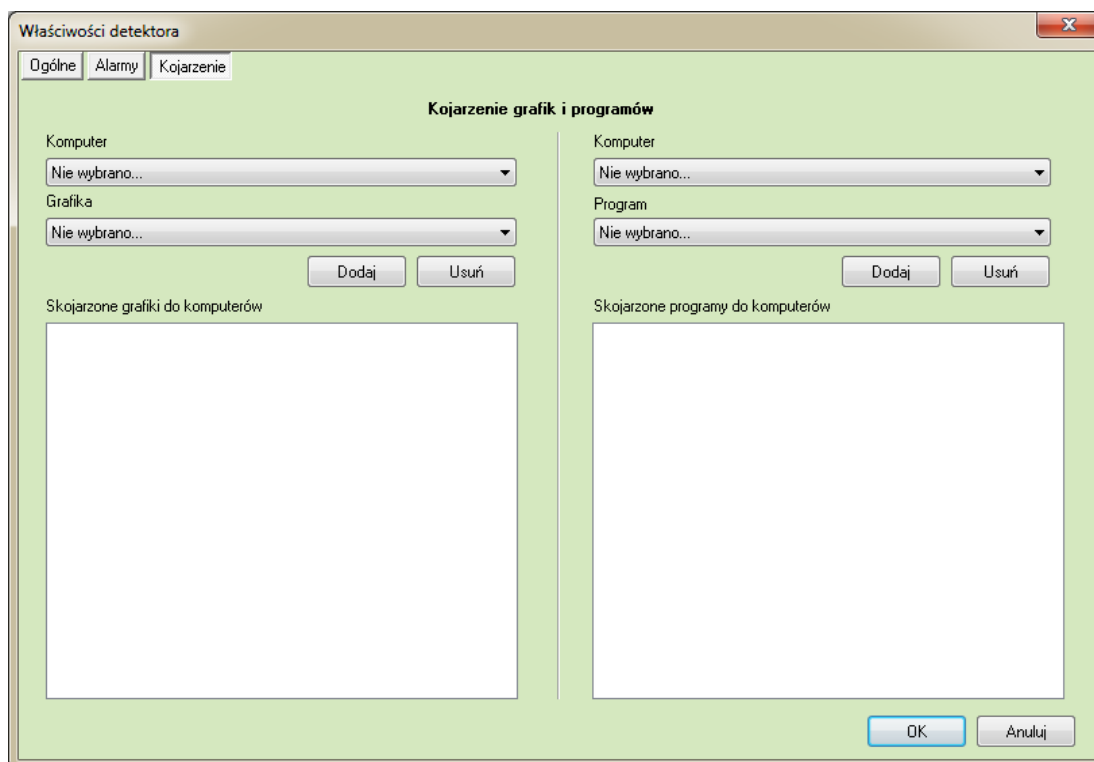 Właściwości detektora
Ogólne Alarmy Kojarzenie
Kojarzenie grafik i programów
Komputer
Nie wybrano...
Grafika
Nie wybrano...
Dodaj Usuń
Skojarzone grafiki do komputerów
Komputer
Nie wybrano...
Program
Nie wybrano...
Dodaj Usuń
Skojarzone programy do komputerów
OK Anuluj